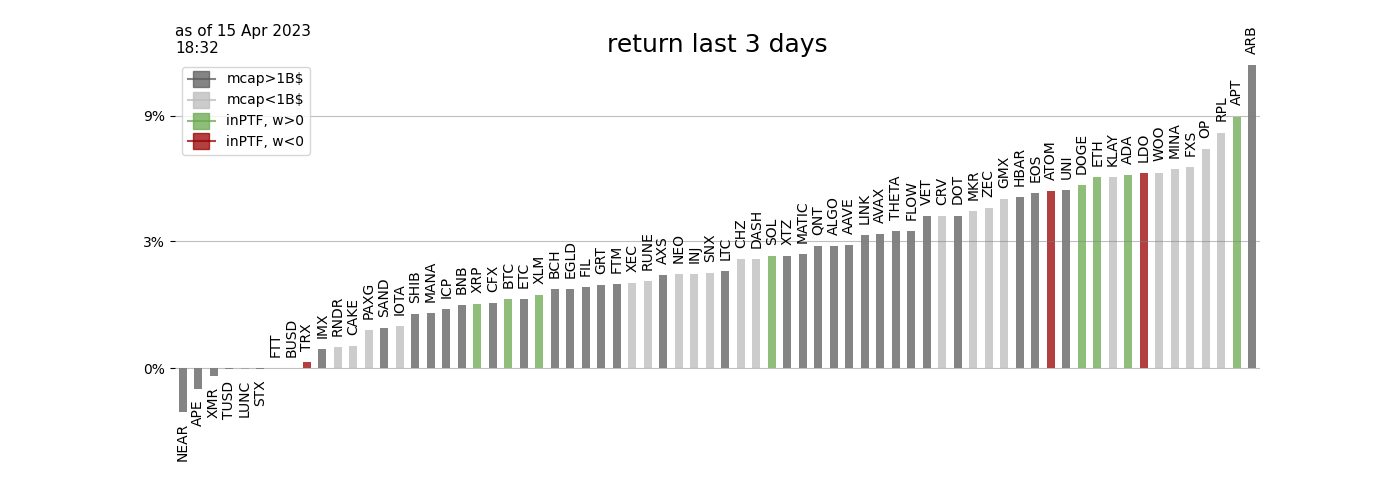 as of 15 Apr 2023
18:32
return last 3 days
mcap>1B$
mcap<1B$
inPTF, w>0
inPTF, w<0
9%
3%
0%
NEAR
APE
XMR
TUSD
LUNC
STX
FTT
BUSD
TRX
IMX
RNDR
CAKE
PAXG
SAND
IOTA
SHIB
MANA
ICP
BNB
XRP
CFX
BTC
ETC
XLM
BCH
EGLD
FIL
GRT
FTM
XEC
RUNE
AXS
NEO
INJ
SNX
LTC
CHZ
DASH
SOL
XTZ
MATIC
QNT
ALGO
AAVE
LINK
AVAX
THETA
FLOW
VET
CRV
DOT
MKR
ZEC
GMX
HBAR
EOS
ATOM
UNI
DOGE
ETH
KLAY
ADA
LDO
WOO
MINA
FXS
OP
RPL
APT
ARB